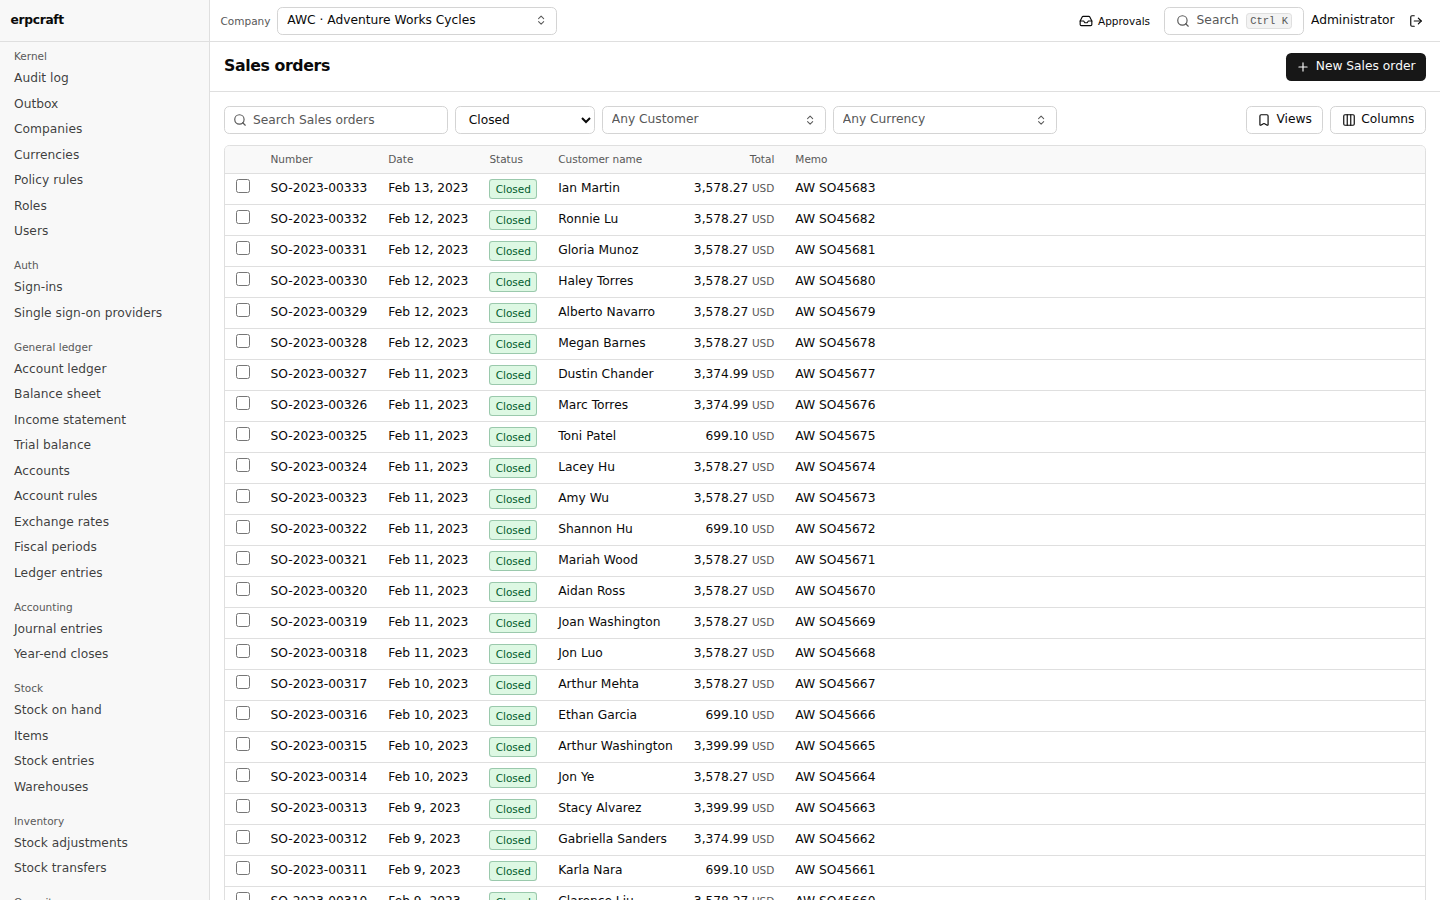 erpcraft
Company AWC · Adventure Works Cycles Approvals Search Ctrl K Administrator
Kernel
Audit log
Outbox
Companies
Currencies
Policy rules
Roles
Users
Auth
Sign-ins
Single sign-on providers
General ledger
Account ledger
Balance sheet
Income statement
Trial balance
Accounts
Account rules
Exchange rates
Fiscal periods
Ledger entries
Accounting
Journal entries
Year-end closes
Stock
Stock on hand
Items
Stock entries
Warehouses
Inventory
Stock adjustments
Stock transfers
Sales orders New Sales order
Search Sales orders Closed Any Customer Any Currency Views Columns
Number Date Status Customer name Total Memo
SO-2023-00333 Feb 13, 2023 Closed Ian Martin 3,578.27 USD AW SO45683
SO-2023-00332 Feb 12, 2023 Closed Ronnie Lu 3,578.27 USD AW SO45682
SO-2023-00331 Feb 12, 2023 Closed Gloria Munoz 3,578.27 USD AW SO45681
SO-2023-00330 Feb 12, 2023 Closed Haley Torres 3,578.27 USD AW SO45680
SO-2023-00329 Feb 12, 2023 Closed Alberto Navarro 3,578.27 USD AW SO45679
SO-2023-00328 Feb 12, 2023 Closed Megan Barnes 3,578.27 USD AW SO45678
SO-2023-00327 Feb 11, 2023 Closed Dustin Chander 3,374.99 USD AW SO45677
SO-2023-00326 Feb 11, 2023 Closed Marc Torres 3,374.99 USD AW SO45676
SO-2023-00325 Feb 11, 2023 Closed Toni Patel 699.10 USD AW SO45675
SO-2023-00324 Feb 11, 2023 Closed Lacey Hu 3,578.27 USD AW SO45674
SO-2023-00323 Feb 11, 2023 Closed Amy Wu 3,578.27 USD AW SO45673
SO-2023-00322 Feb 11, 2023 Closed Shannon Hu 699.10 USD AW SO45672
SO-2023-00321 Feb 11, 2023 Closed Mariah Wood 3,578.27 USD AW SO45671
SO-2023-00320 Feb 11, 2023 Closed Aidan Ross 3,578.27 USD AW SO45670
SO-2023-00319 Feb 11, 2023 Closed Joan Washington 3,578.27 USD AW SO45669
SO-2023-00318 Feb 11, 2023 Closed Jon Luo 3,578.27 USD AW SO45668
SO-2023-00317 Feb 10, 2023 Closed Arthur Mehta 3,578.27 USD AW SO45667
SO-2023-00316 Feb 10, 2023 Closed Ethan Garcia 699.10 USD AW SO45666
SO-2023-00315 Feb 10, 2023 Closed Arthur Washington 3,399.99 USD AW SO45665
SO-2023-00314 Feb 10, 2023 Closed Jon Ye 3,578.27 USD AW SO45664
SO-2023-00313 Feb 9, 2023 Closed Stacy Alvarez 3,399.99 USD AW SO45663
SO-2023-00312 Feb 9, 2023 Closed Gabriella Sanders 3,374.99 USD AW SO45662
SO-2023-00311 Feb 9, 2023 Closed Karla Nara 699.10 USD AW SO45661